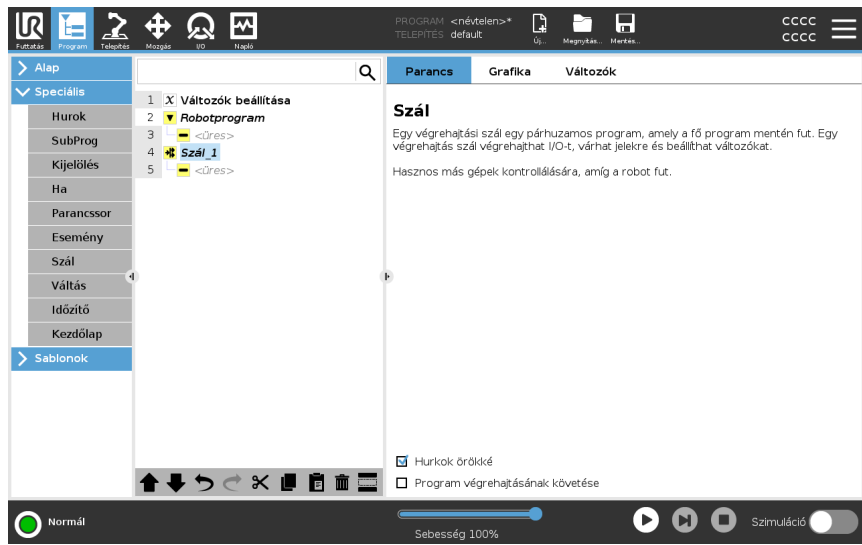 UR
PROGRAM <névtelen>*
TELEPÍTÉS default
CCCC
CCCC
Futtatás Program Telepítés Mozgás I/O Napló Új... Megnyitás... Mentés...
Alap
Speciális
Hurok
SubProg
Kijelölés
Ha
Parancssor
Esemény
Szál
Váltás
Időzítő
Kezdőlap
Sablonok
1 X Változók beállítása
2 Robotprogram
3 <üres>
4 Szál_1
5 <üres>
Parancs Grafika Változók
Szál
Egy végrehajtási szál egy párhuzamos program, amely a fő program mentén fut. Egy
végrehajtás szál végrehajthat I/O-t, várhat jelekre és beállíthat változókat.
Hasznos más gépek kontrollálására, amíg a robot fut.
Hurkok örökké
Program végrehajtásának követése
Normál
Sebesség 100%
Szimuláció